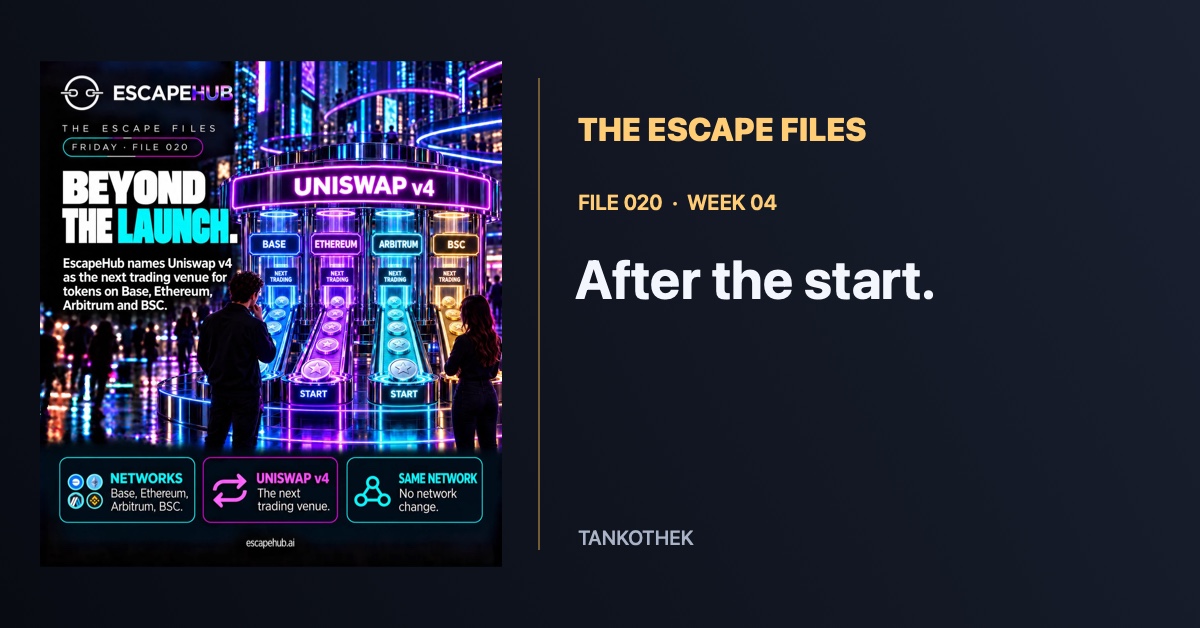 ESCAPEHUB
THE ESCAPE FILES
FRIDAY · FILE 020
BEYOND
THE LAUNCH.
EscapeHub names Uniswap v4
as the next trading venue for
tokens on Base, Ethereum,
Arbitrum and BSC.
UNISWAP v4
BASE
ETHEREUM
ARBITRUM
BSC
NEXT
TRADING
NEXT
TRADING
NEXT
TRADING
NEXT
TRADING
START
START
NETWORKS
Base, Ethereum,
Arbitrum, BSC.
UNISWAP v4
The next
trading venue.
SAME NETWORK
No network
change.
escapehub.ai
THE ESCAPE FILES
FILE 020 · WEEK 04
After the start.
TANKOTHEK